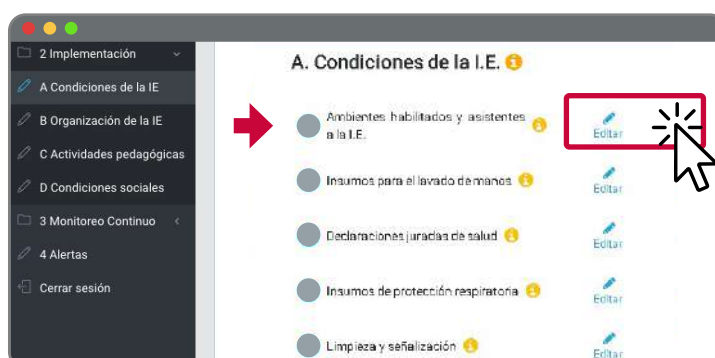 2 Implementación
A Condiciones de la IE
B Organización de la IE
C Actividades pedagógicas
D Condiciones sociales
3 Monitoreo Continuo
4 Alertas
Cerrar sesión
A. Condiciones de la I.E.
Ambientes habilitados y asistentes
a la I.E.
Editar
Insumos para el lavado de manos
Editar
Declaraciones juradas de salud
Editar
Insumos de protección respiratoria
Editar
Limpieza y señalización
Editar